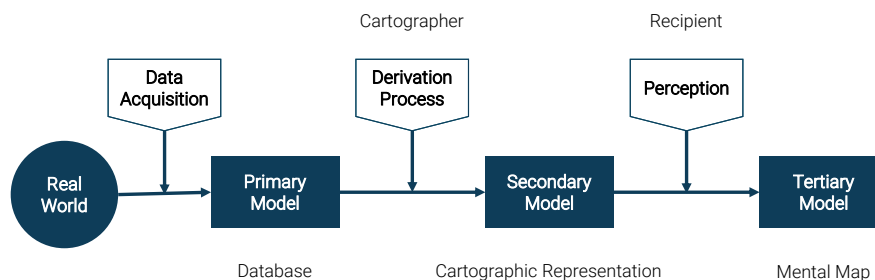 Cartographer
Recipient
Data
Acquisition
Derivation
Process
Perception
Real
World
Primary
Model
Secondary
Model
Tertiary
Model
Database
Cartographic Representation
Mental Map